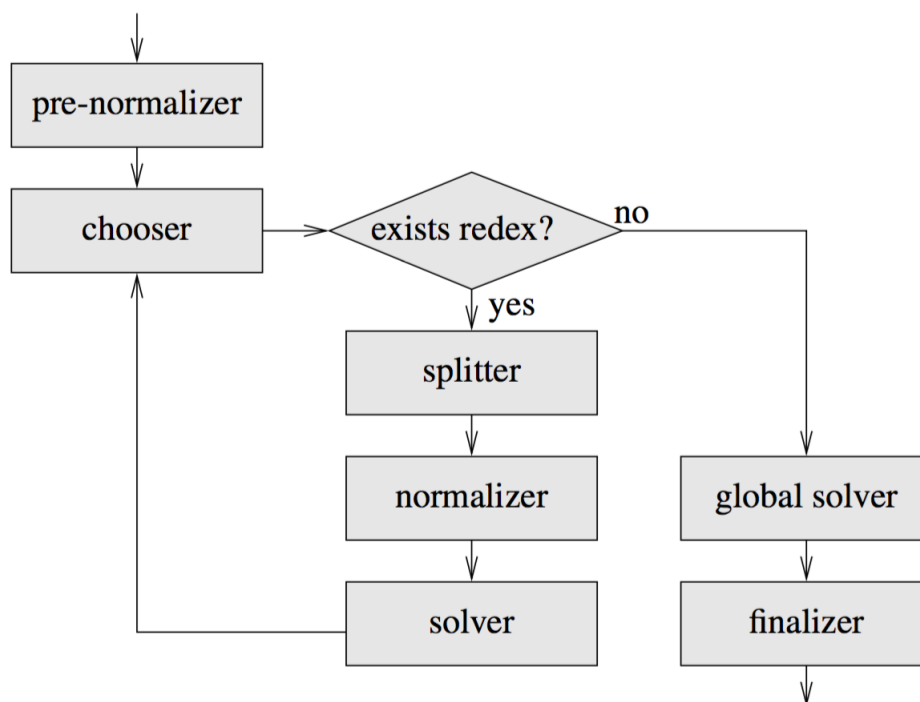 pre-normalizer
chooser
exists redex?
no
yes
splitter
normalizer
global solver
solver
finalizer